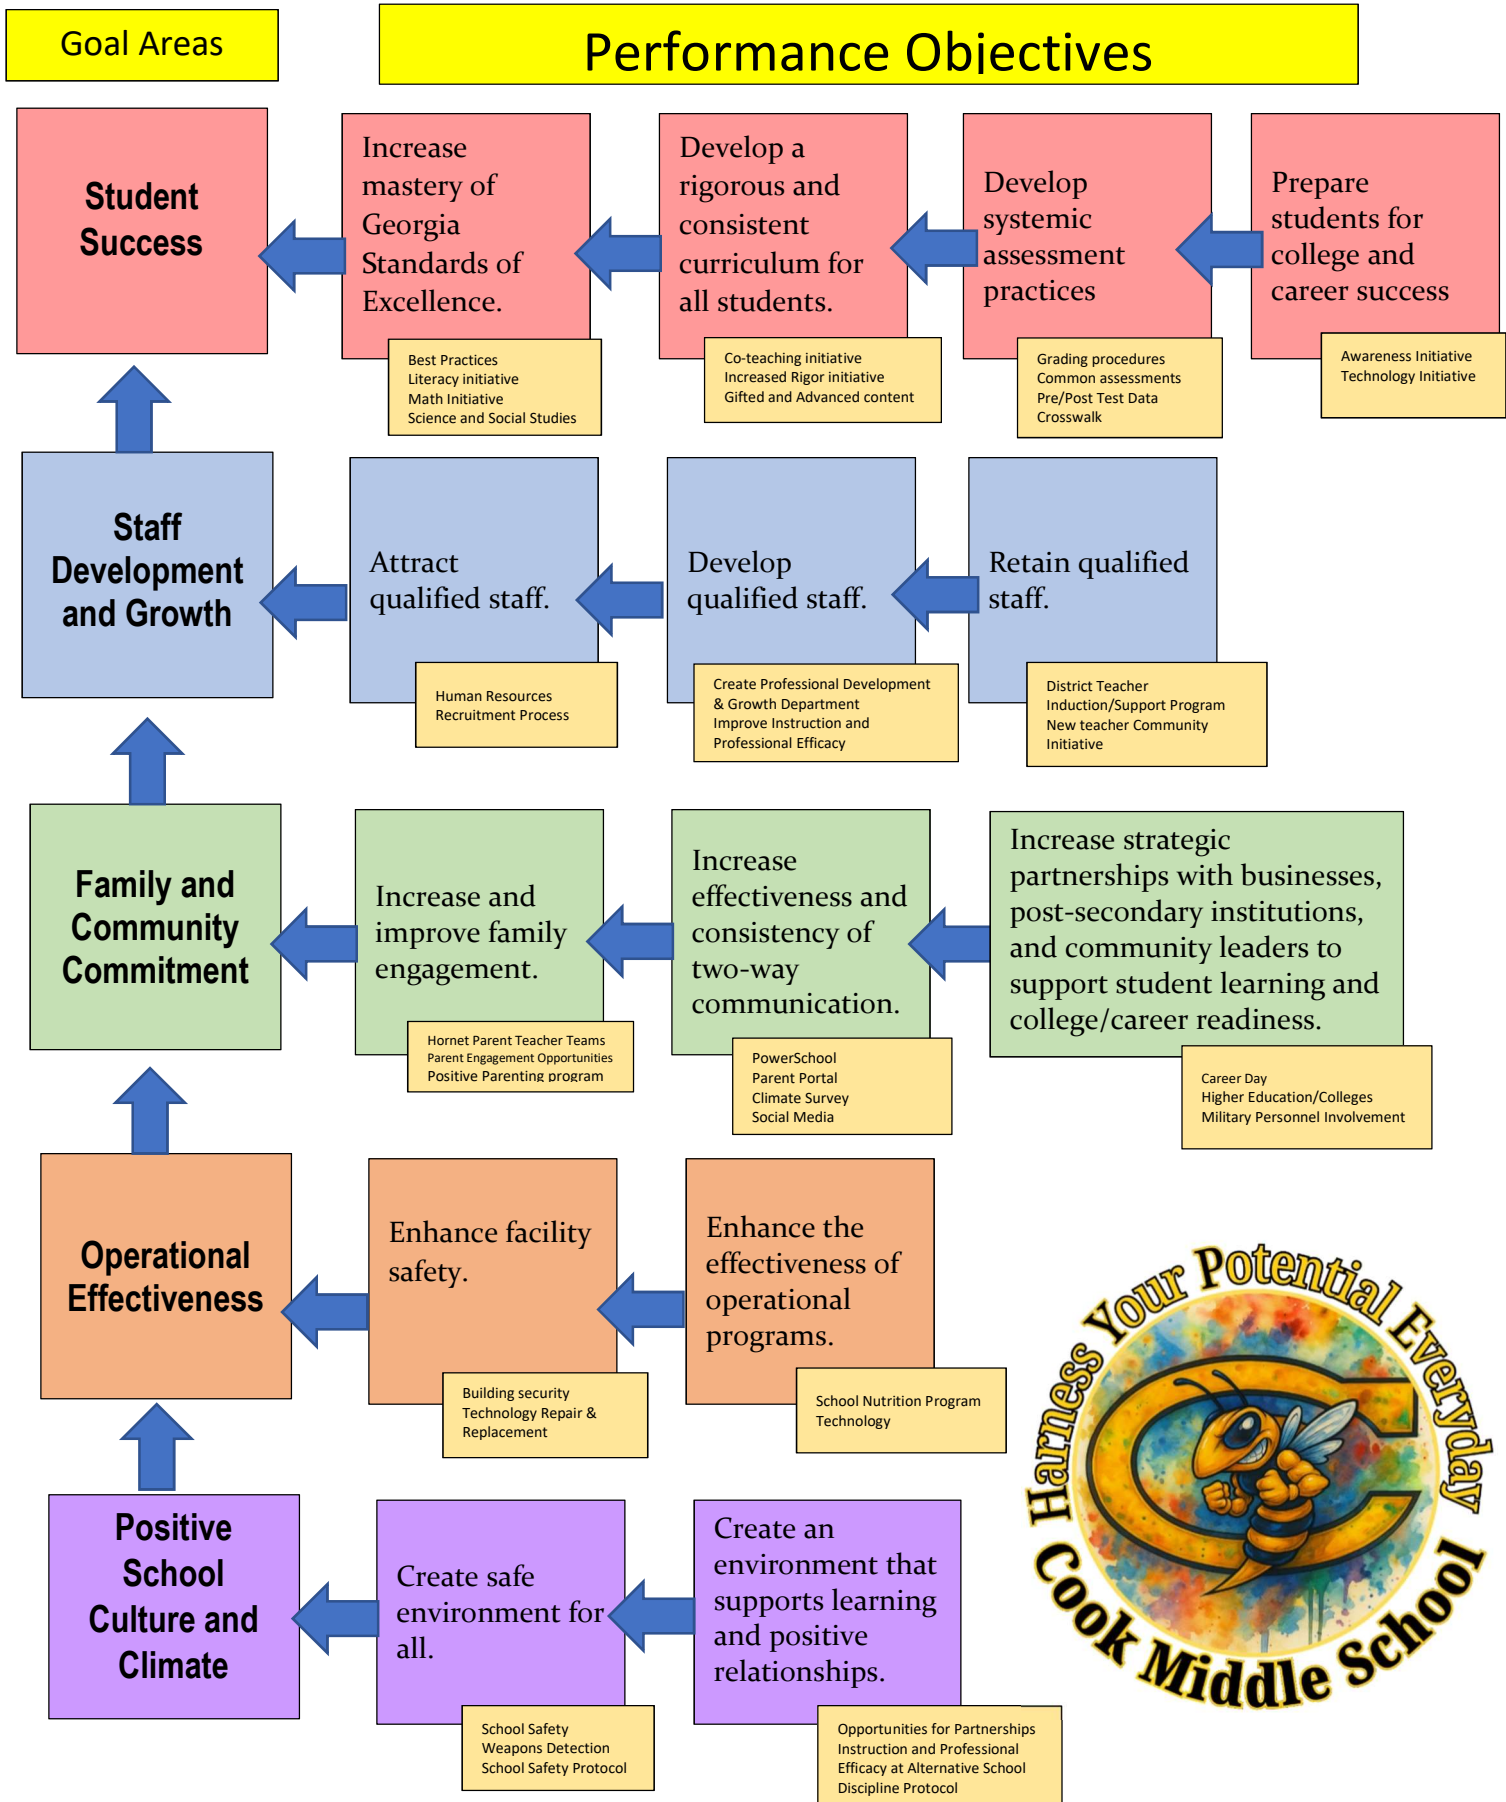 Goal Areas
Performance Objectives
Student
Success
Increase
mastery of
Georgia
Standards of
Excellence.
Best Practices
Literacy initiative
Math Initiative
Science and Social Studies
Develop a
rigorous and
consistent
curriculum for
all students.
Co-teaching initiative
Increased Rigor initiative
Gifted and Advanced content
Develop
systemic
assessment
practices
Grading procedures
Common assessments
Pre/Post Test Data
Crosswalk
Prepare
students for
college and
career success
Awareness Initiative
Technology Initiative
Staff
Development
and Growth
Attract
qualified staff.
Human Resources
Recruitment Process
Develop
qualified staff.
Create Professional Development
& Growth Department
Improve Instruction and
Professional Efficacy
Retain qualified
staff.
District Teacher
Induction/Support Program
New teacher Community
Initiative
Family and
Community
Commitment
Increase and
improve family
engagement.
Hornet Parent Teacher Teams
Parent Engagement Opportunities
Positive Parenting program
Increase
effectiveness and
consistency of
two-way
communication.
PowerSchool
Parent Portal
Climate Survey
Social Media
Increase strategic
partnerships with businesses,
post-secondary institutions,
and community leaders to
support student learning and
college/career readiness.
Career Day
Higher Education/Colleges
Military Personnel Involvement
Operational
Effectiveness
Enhance facility
safety.
Building security
Technology Repair &
Replacement
Enhance the
effectiveness of
operational
programs.
School Nutrition Program
Technology
Positive
School
Culture and
Climate
Create safe
environment for
all.
School Safety
Weapons Detection
School Safety Protocol
Create an
environment that
supports learning
and positive
relationships.
Opportunities for Partnerships
Instruction and Professional
Efficacy at Alternative School
Discipline Protocol
Harness Your Potential Everyday
C
Cook Middle School